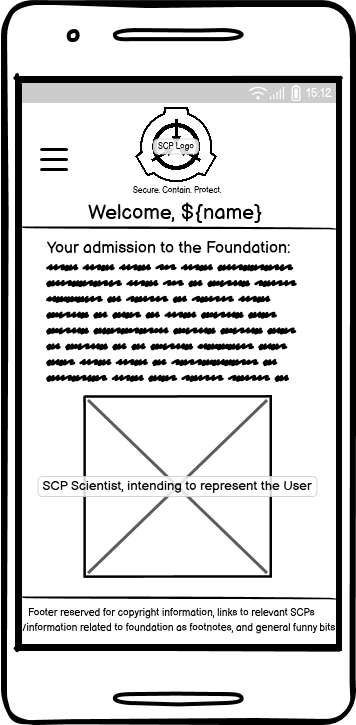 15:12
SCP Logo
Secure. Contain. Protect.
Welcome, ${name}
Your admission to the Foundation:
SCP Scientist, intending to represent the User
Footer reserved for copyright information, links to relevant SCPs
/information related to foundation as footnotes, and general funny bits